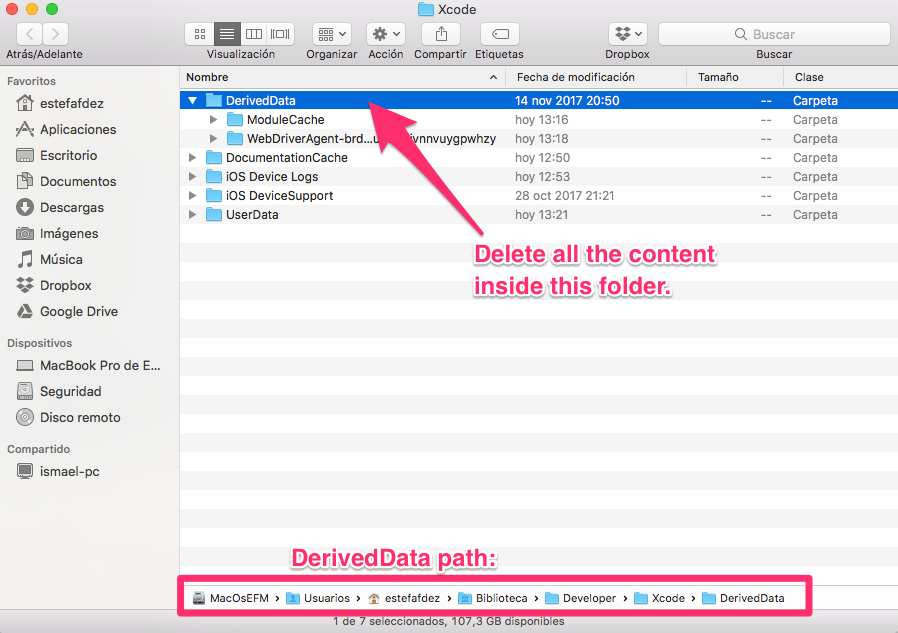 Xcode
Atrás/Adelante
Visualización
Organizar
Acción
Compartir
Etiquetas
Dropbox
Buscar
Buscar
Favoritos
estefafdez
Aplicaciones
Escritorio
Documentos
Descargas
Imágenes
Música
Dropbox
Google Drive
Dispositivos
MacBook Pro de E...
Seguridad
Disco remoto
Compartido
ismael-pc
Nombre Fecha de modificación Tamaño Clase
DerivedData 14 nov 2017 20:50 -- Carpeta
ModuleCache hoy 13:16 -- Carpeta
WebDriverAgent-brd... ivnnvuygpwhzy hoy 13:18 -- Carpeta
DocumentationCache hoy 12:50 -- Carpeta
iOS Device Logs hoy 12:53 -- Carpeta
iOS DeviceSupport 28 oct 2017 21:21 -- Carpeta
UserData hoy 13:21 -- Carpeta
Delete all the content
inside this folder.
DerivedData path:
MacOsEFM › Usuarios › estefafdez › Biblioteca › Developer › Xcode › DerivedData
1 de 7 seleccionados, 107,3 GB disponibles